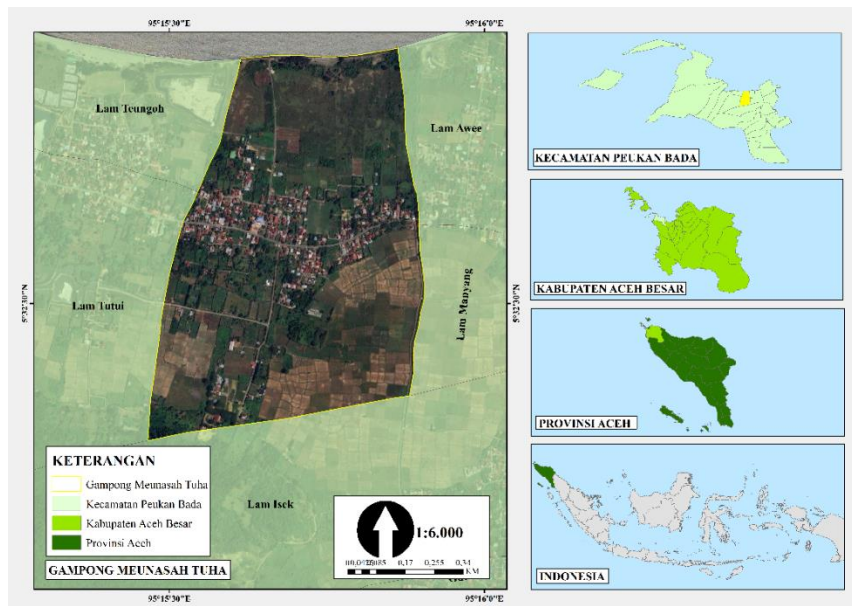 95°15'30"E
95°16'0"E
Lam Teungoh
Lam Awee
Lam Tutui
Lam Manyang
5°32'30"N
5°32'30"N
Lam Isek
KETERANGAN
Gampong Meunasah Tuha
Kecamatan Peukan Bada
Kabupaten Aceh Besar
Provinsi Aceh
GAMPONG MEUNASAH TUHA
1:6.000
0,17 0,255 0,34
KM
95°15'30"E
95°16'0"E
KECAMATAN PEUKAN BADA
KABUPATEN ACEH BESAR
PROVINSI ACEH
INDONESIA